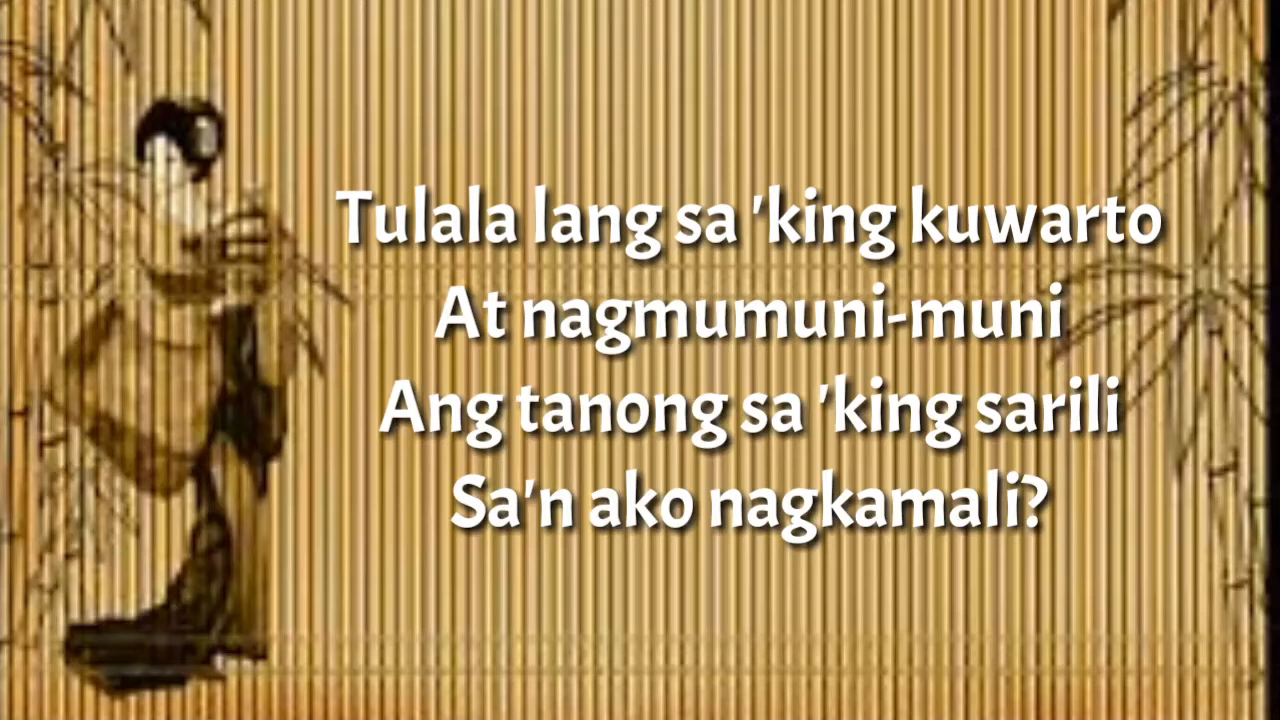 Tulala lang sa 'king kuwarto
At nagmumuni-muni
Ang tanong sa 'king sarili
Sa'n ako nagkamali?